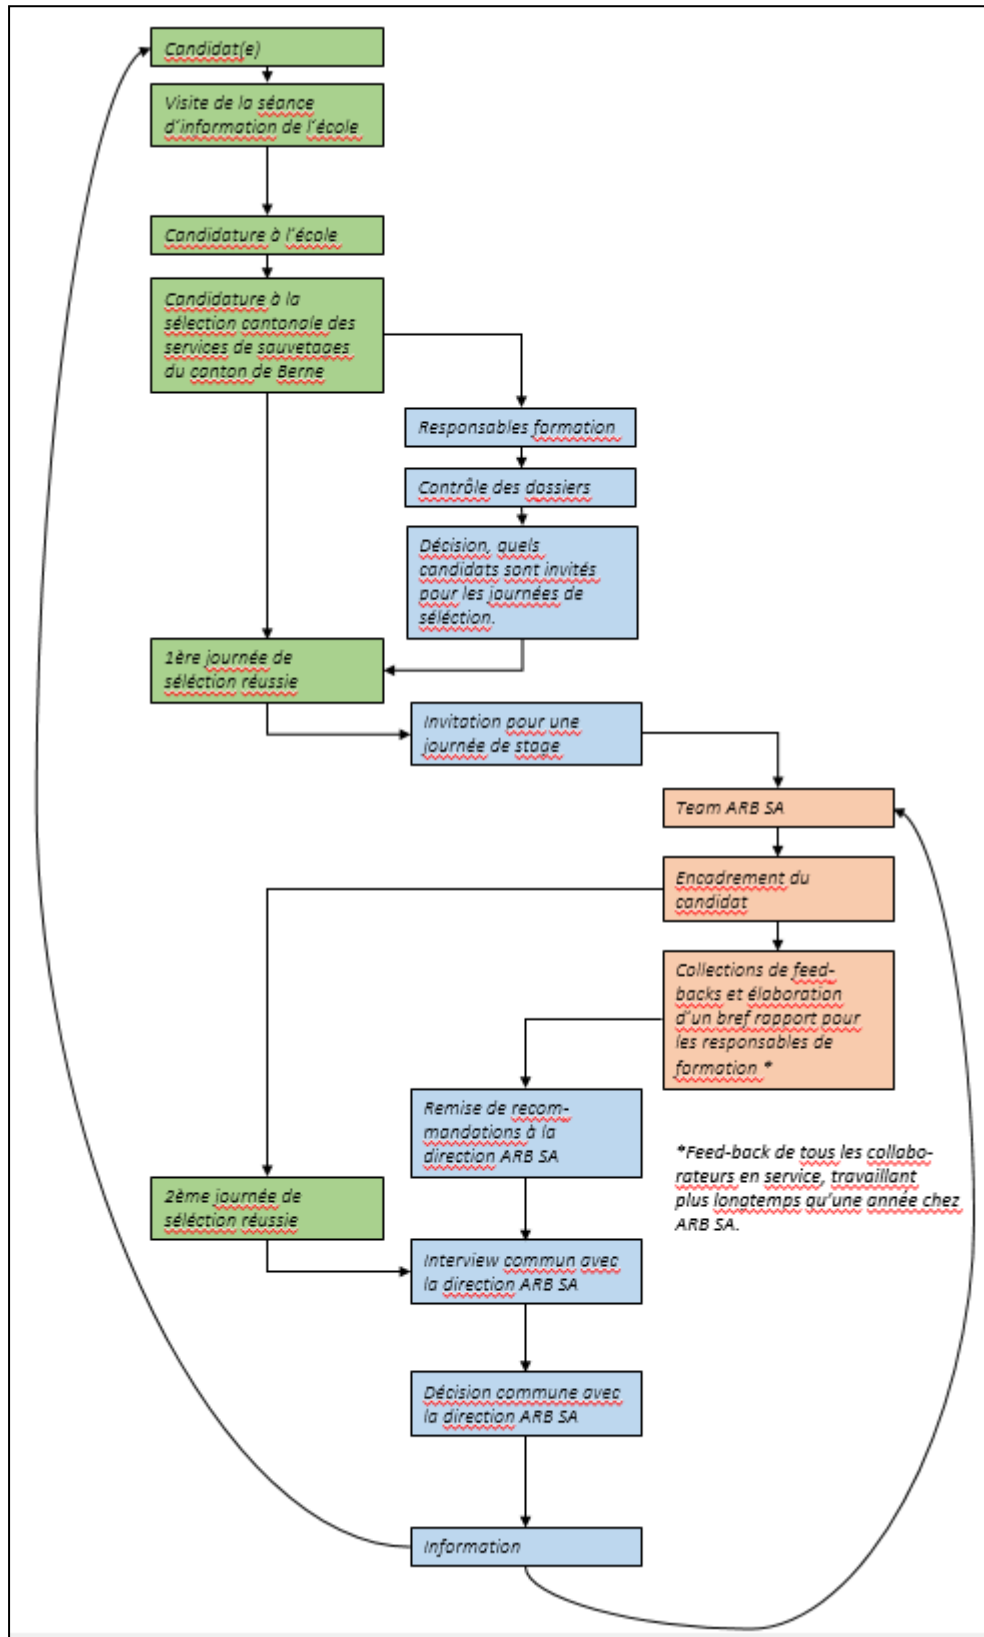 Candidat(e)
Visite de la séance
d'information de l'école
Candidature à l'école
Candidature à la
sélection cantonale des
services de sauvetages
du canton de Berne
Responsables formation
Contrôle des dossiers
Décision, quels
candidats sont invités
pour les journées de
séléction.
1ère journée de
séléction réussie
Invitation pour une
journée de stage
Team ARB SA
Encadrement du
candidat
Collections de feed-
backs et élaboration
d'un bref rapport pour
les responsables de
formation *
Remise de recom-
mandations à la
direction ARB SA
*Feed-back de tous les collabo-
rateurs en service, travaillant
plus longtemps qu'une année chez
ARB SA.
2ème journée de
séléction réussie
Interview commun avec
la direction ARB SA
Décision commune avec
la direction ARB SA
Information